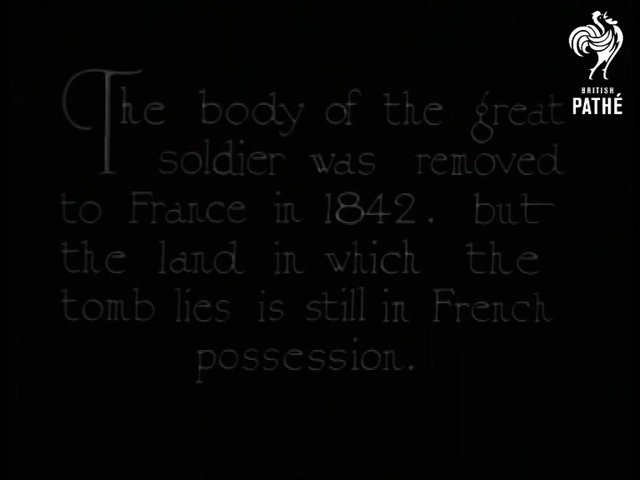 BRITISH
PATHÉ
The body of the great
soldier was removed
to France in 1842. but
the land in which the
tomb lies is still in French
possession.